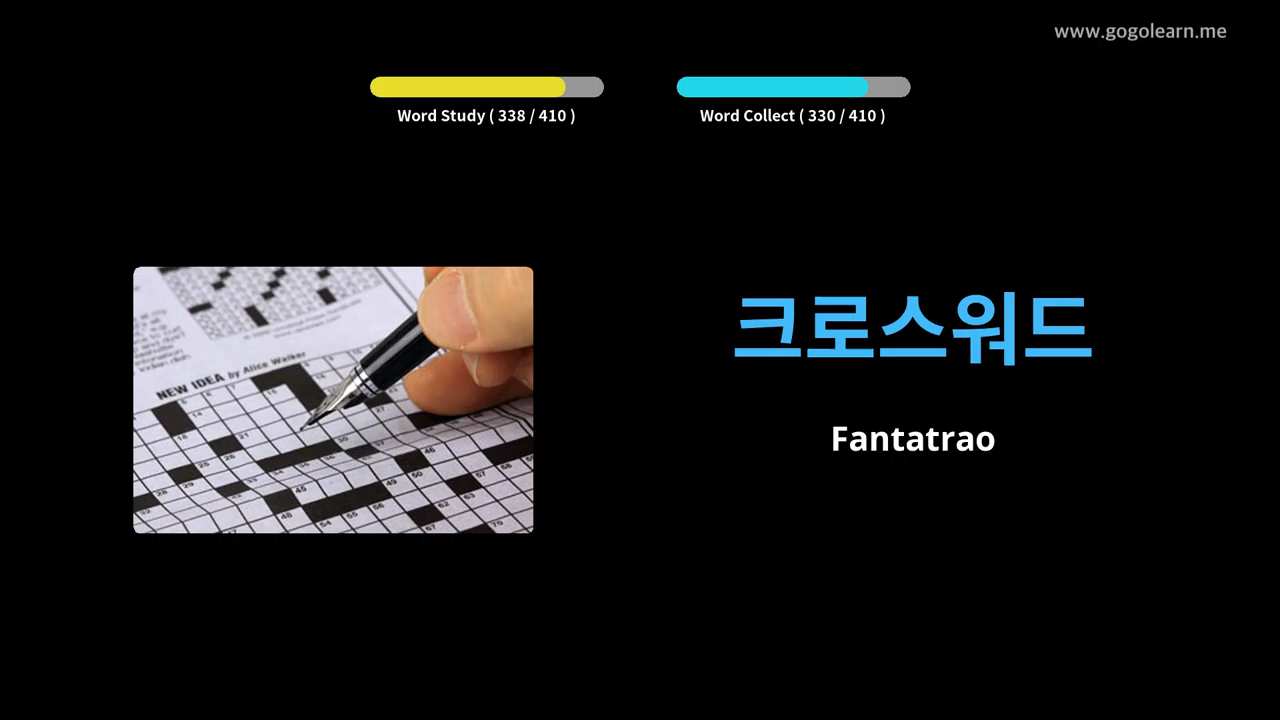 www.gogolearn.me
Word Study ( 338 / 410 )
Word Collect ( 330 / 410 )
NEW IDEA by Alice Walker
크로스워드
Fantatrao